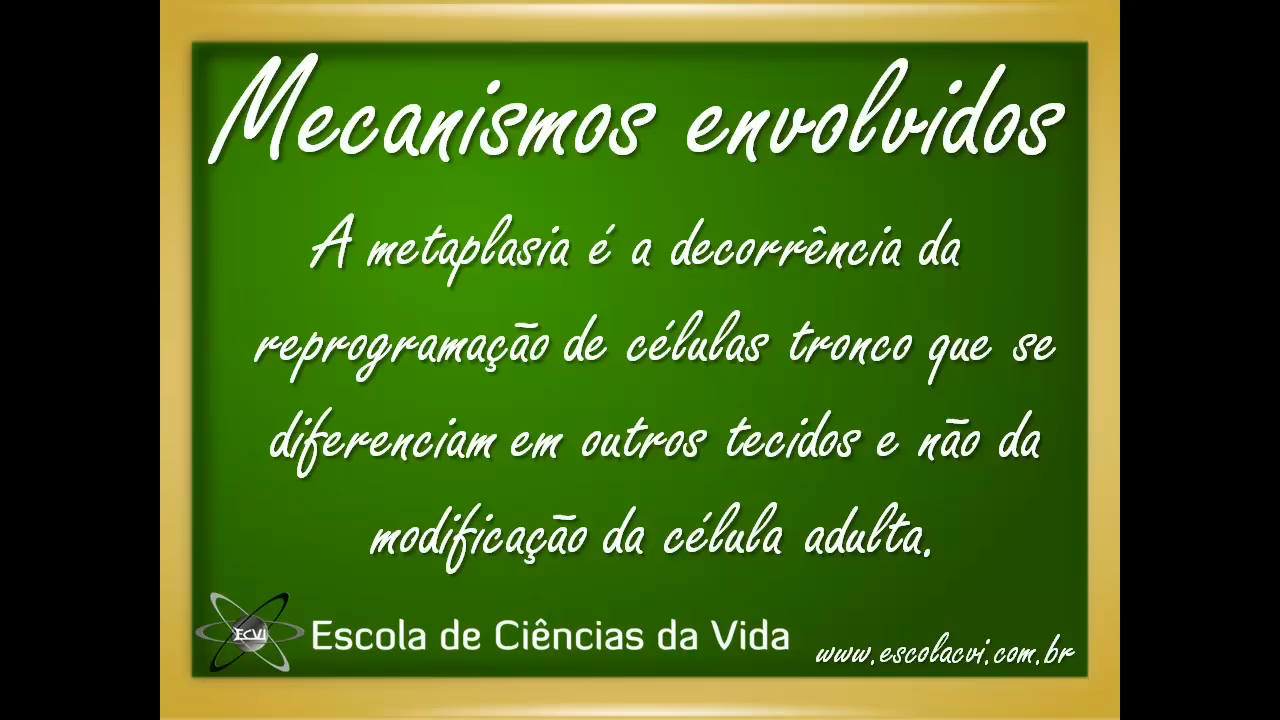 Mecanismos envolvidos
A metaplasia é a decorrência da
reprogramação de células tronco que se
diferenciam em outros tecidos e não da
modificação da célula adulta.
EcVi Escola de Ciências da Vida
www.escolacvi.com.br